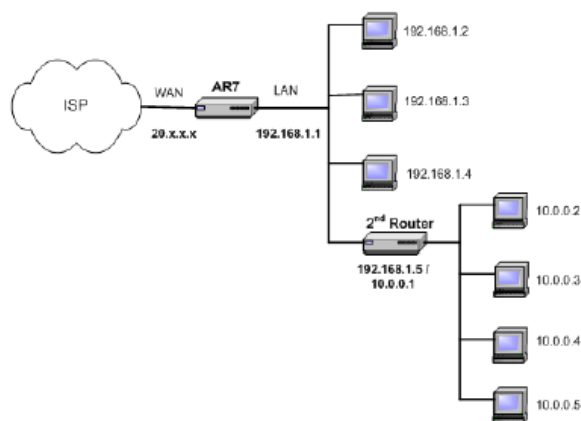 ISP
WAN
AR7
LAN
20.x.x.x
192.168.1.1
192.168.1.2
192.168.1.3
192.168.1.4
2nd Router
192.168.1.5 /
10.0.0.1
10.0.0.2
10.0.0.3
10.0.0.4
10.0.0.5